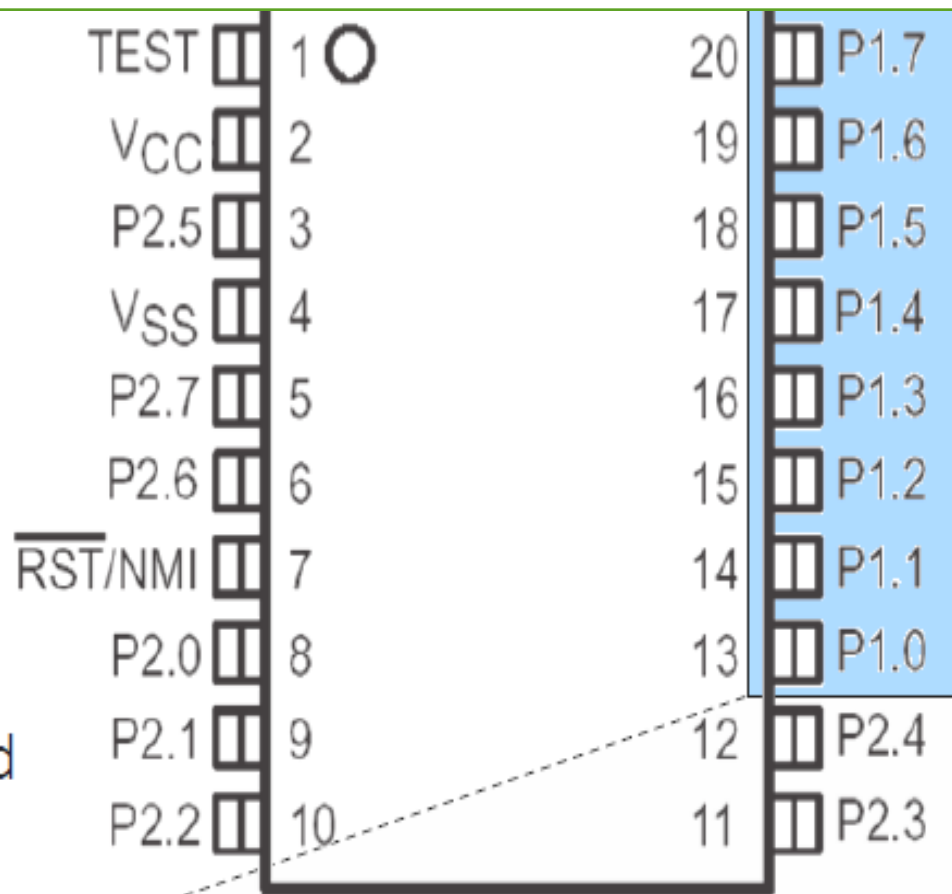 TEST 1 20 P1.7
VCC 2 19 P1.6
P2.5 3 18 P1.5
VSS 4 17 P1.4
P2.7 5 16 P1.3
P2.6 6 15 P1.2
RST/NMI 7 14 P1.1
P2.0 8 13 P1.0
d P2.1 9 12 P2.4
P2.2 10 11 P2.3